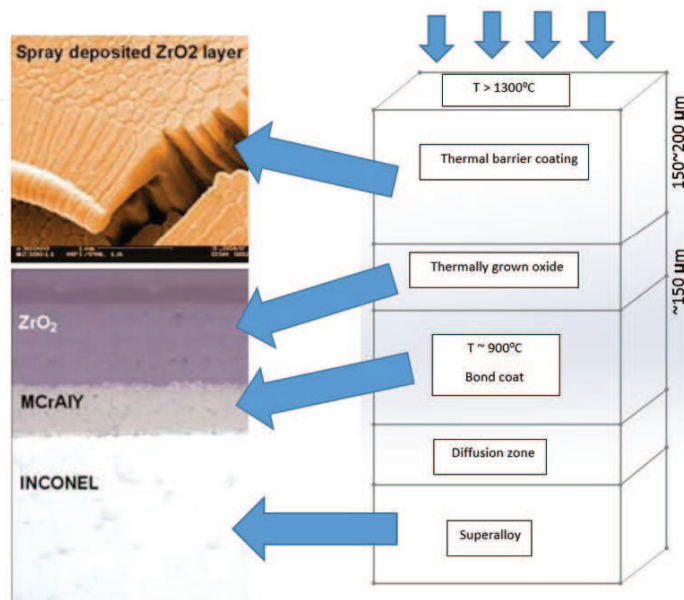 Spray deposited ZrO2 layer
ZrO₂
MCrAlY
INCONEL
T > 1300°C
Thermal barrier coating
Thermally grown oxide
T ~ 900°C
Bond coat
Diffusion zone
Superalloy
150~200 μm
~150 μm